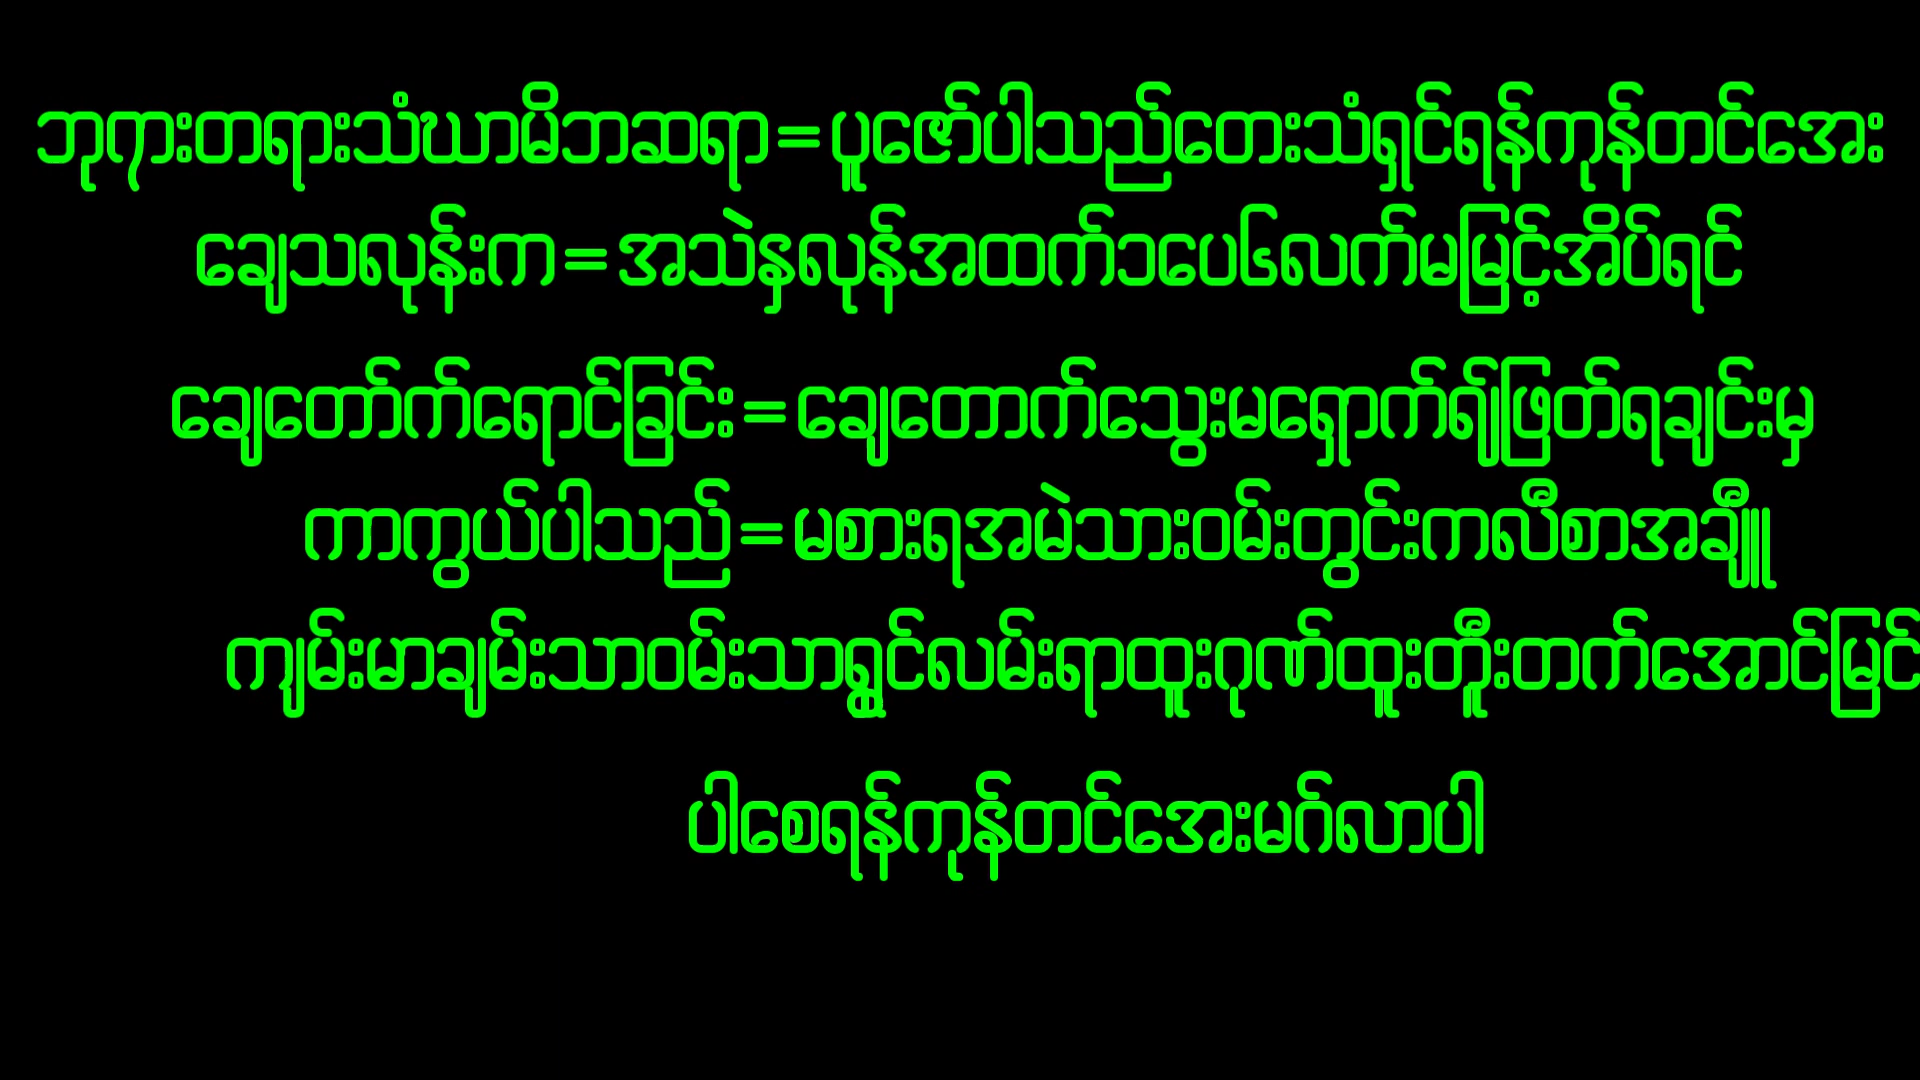 ဘု၇ားတရားသံဃာမိဘဆရာ=ပူဇော်ပါသည်တေးသံရှင်ရန်ကုန်တင်အေး
ချေသလုန်းက=အသဲနှလုန်အထက်၁ပေ၆လက်မမြင့်အိပ်ရင်
ချေတော်က်ရောင်ခြင်း=ချေတောက်သွေးမရှောက်ရ်ျဖြတ်ရချင်းမှ
ကာကွယ်ပါသည်=မစားရအမဲသားဝမ်းတွင်းကလီစာအချီူ
ကျမ်းမာချမ်းသာဝမ်းသာရွှင်လမ်းရာထူးဂုဏ်ထူးတီူးတက်အောင်မြင်
ပါစေရန်ကုန်တင်အေးမဂ်လာပါ